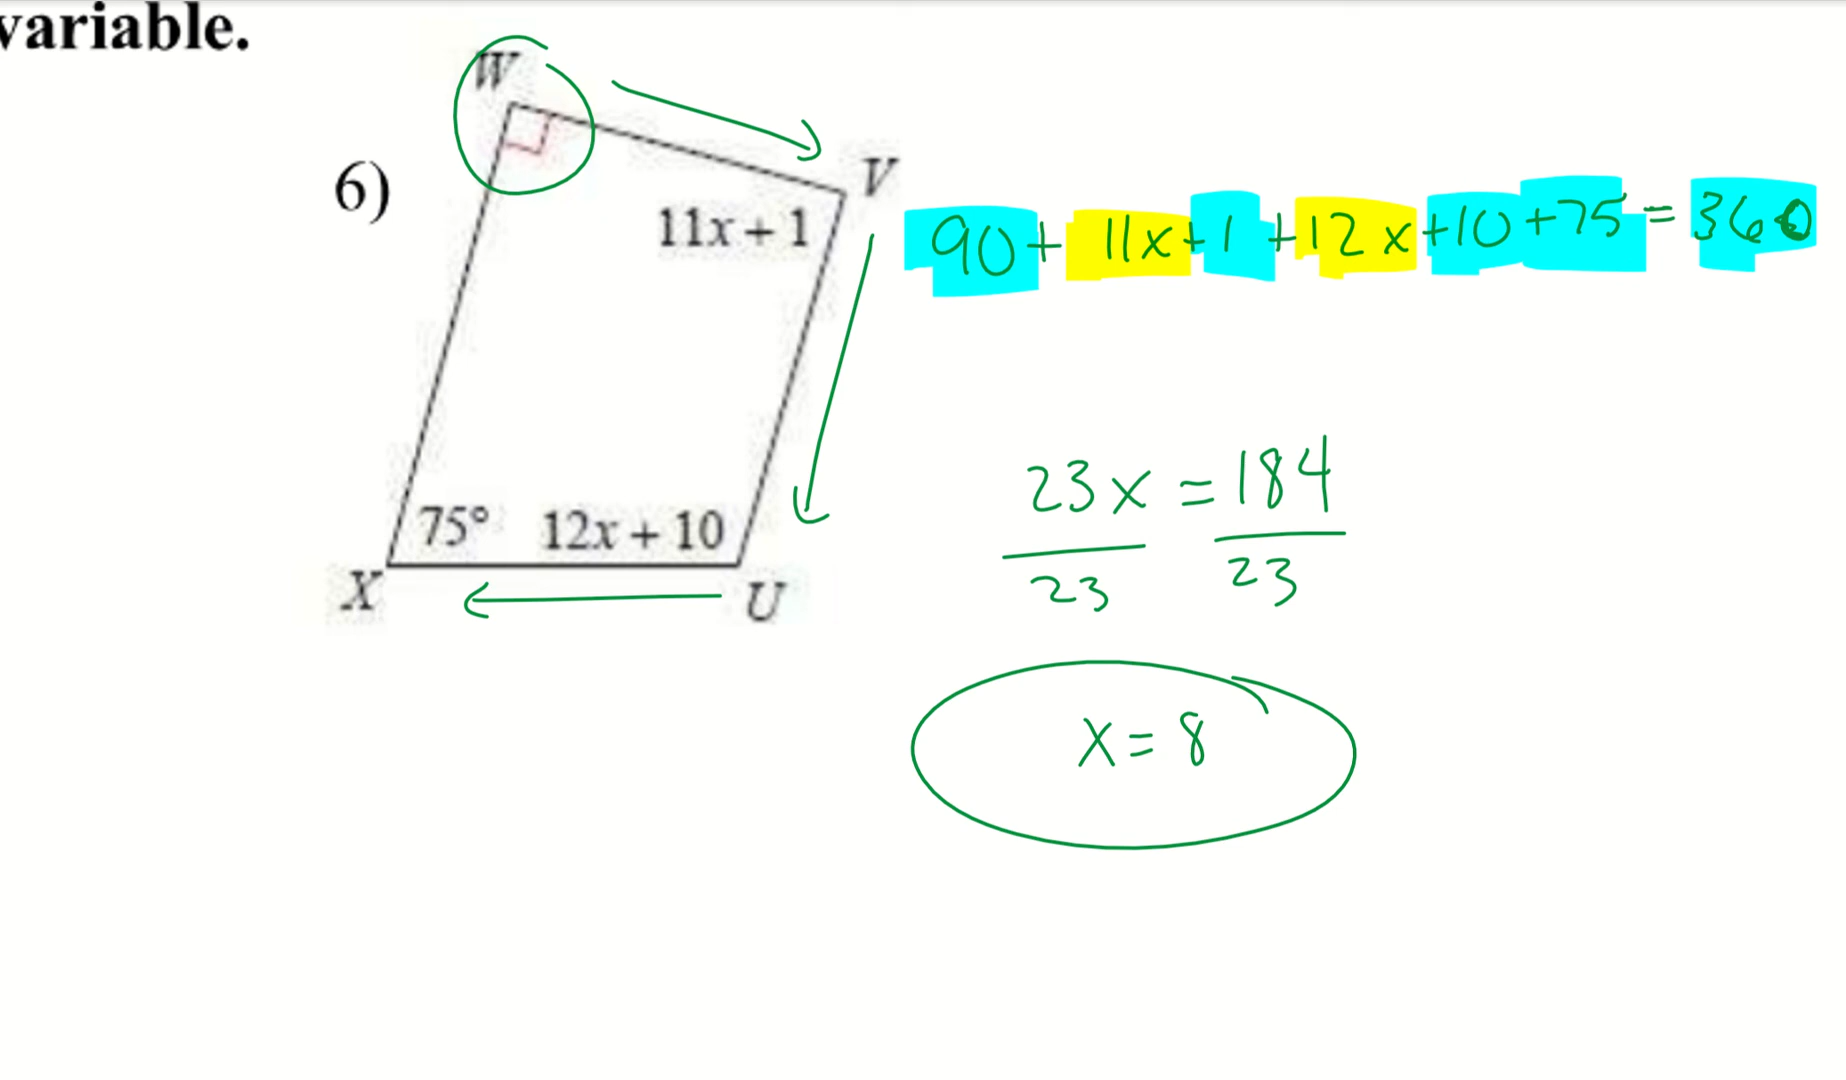 variable.
W
6)
V
11x + 1
90 + 11x + 1 + 12x + 10 + 75 = 360
23x = 184
23 23
75° 12x + 10
X
U
x = 8